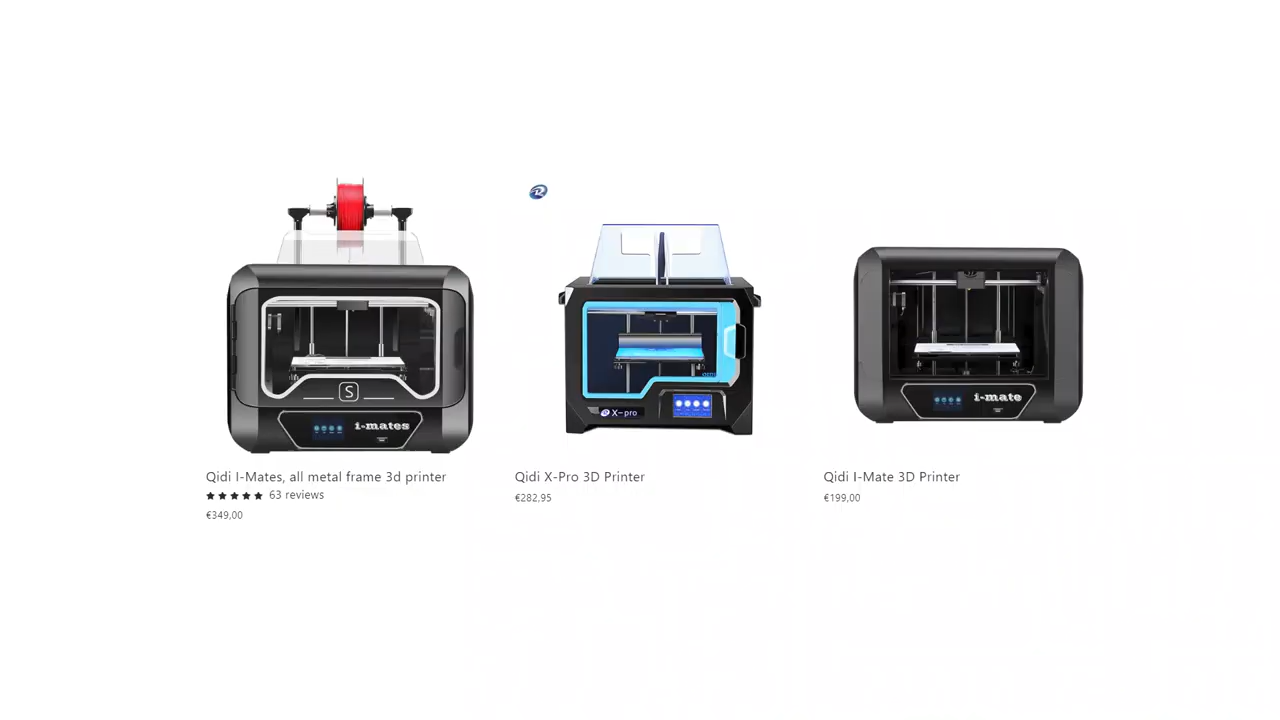 S
i-mates
X-pro
i-mate
Qidi I-Mates, all metal frame 3d printer
63 reviews
€349,00
Qidi X-Pro 3D Printer
€282,95
Qidi I-Mate 3D Printer
€199,00